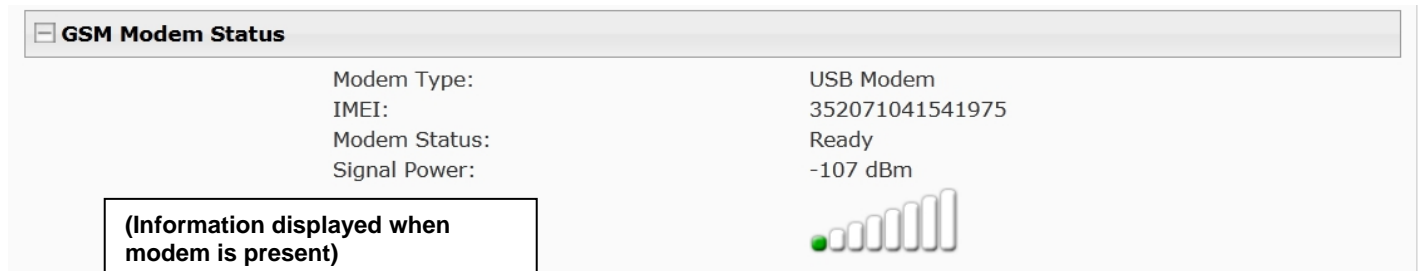 GSM Modem Status
Modem Type: USB Modem
IMEI: 352071041541975
Modem Status: Ready
Signal Power: -107 dBm
(Information displayed when
modem is present)